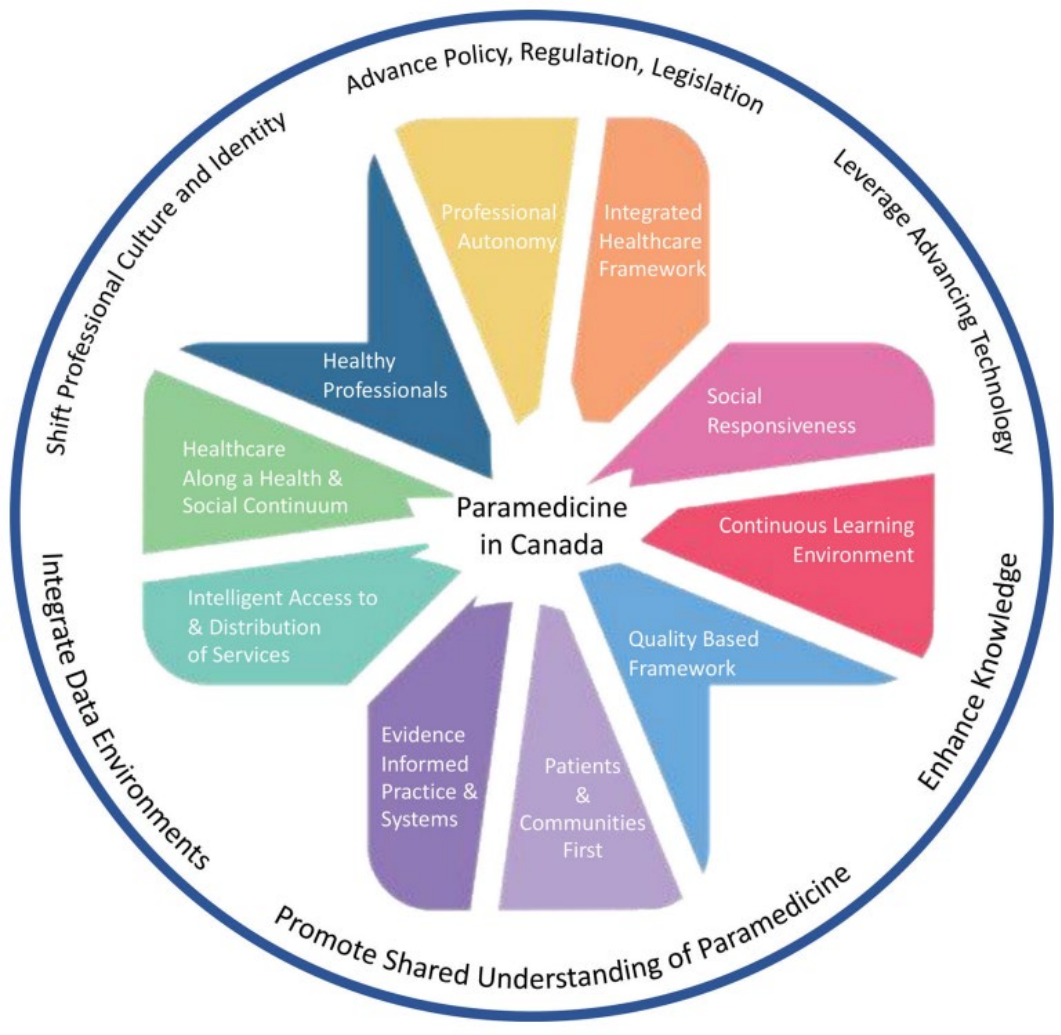 Advance Policy, Regulation, Legislation
Leverage Advancing Technology
Enhance Knowledge
Promote Shared Understanding of Paramedicine
Integrate Data Environments
Shift Professional Culture and Identity
Professional
Autonomy
Integrated
Healthcare
Framework
Social
Responsiveness
Continuous Learning
Environment
Quality Based
Framework
Patients
&
Communities
First
Evidence
Informed
Practice &
Systems
Intelligent Access to
& Distribution
of Services
Healthcare
Along a Health &
Social Continuum
Healthy
Professionals
Paramedicine
in Canada